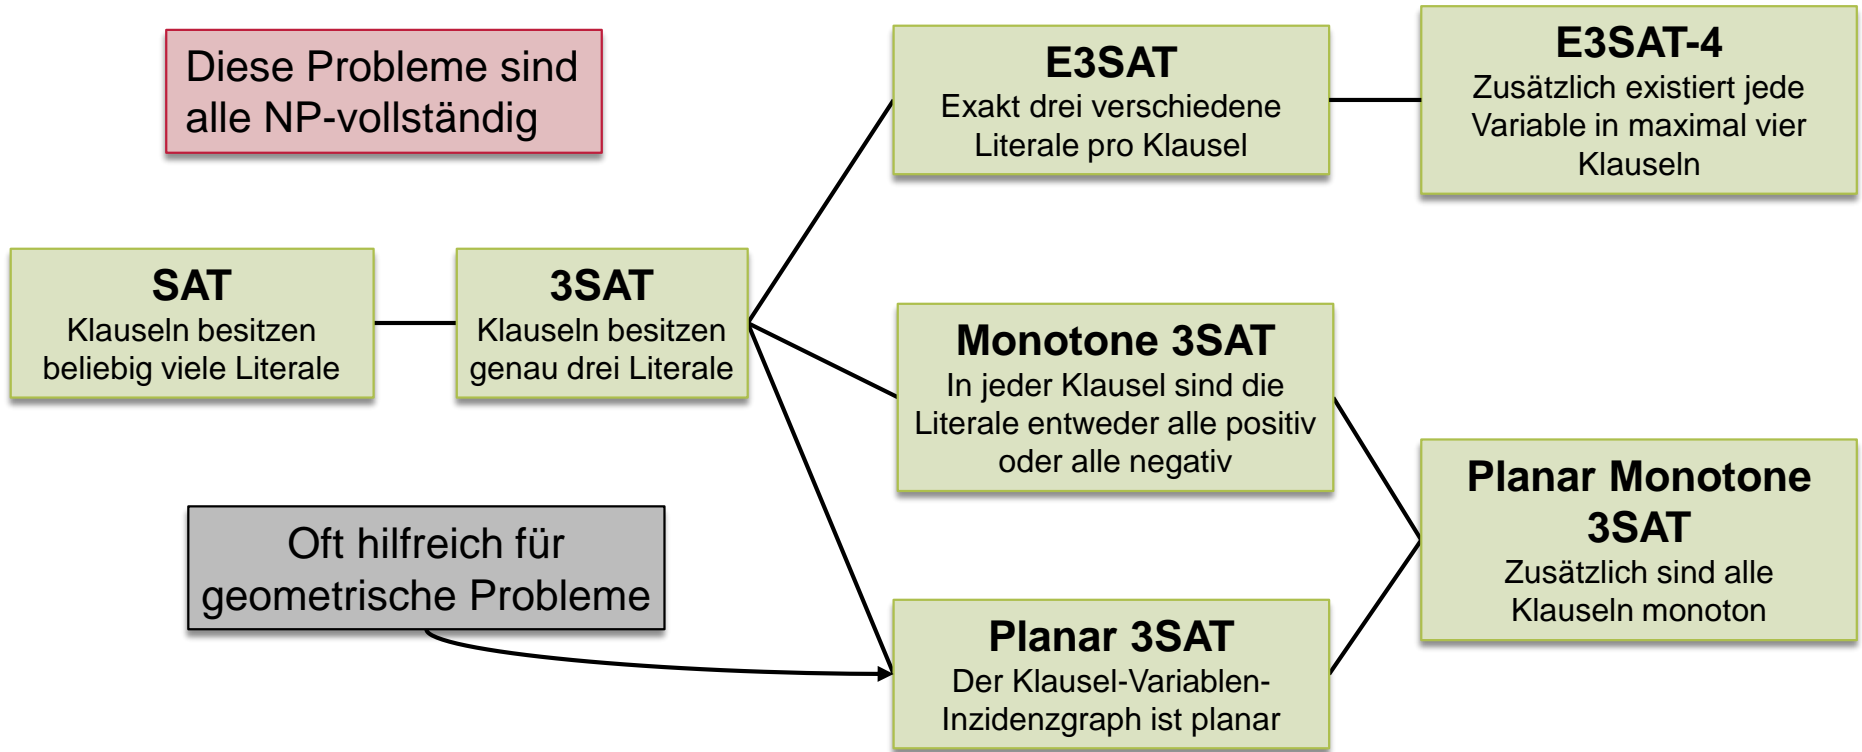 Diese Probleme sind
alle NP-vollständig
E3SAT
Exakt drei verschiedene
Literale pro Klausel
E3SAT-4
Zusätzlich existiert jede
Variable in maximal vier
Klauseln
SAT
Klauseln besitzen
beliebig viele Literale
3SAT
Klauseln besitzen
genau drei Literale
Monotone 3SAT
In jeder Klausel sind die
Literale entweder alle positiv
oder alle negativ
Planar Monotone
3SAT
Zusätzlich sind alle
Klauseln monoton
Oft hilfreich für
geometrische Probleme
Planar 3SAT
Der Klausel-Variablen-
Inzidenzgraph ist planar